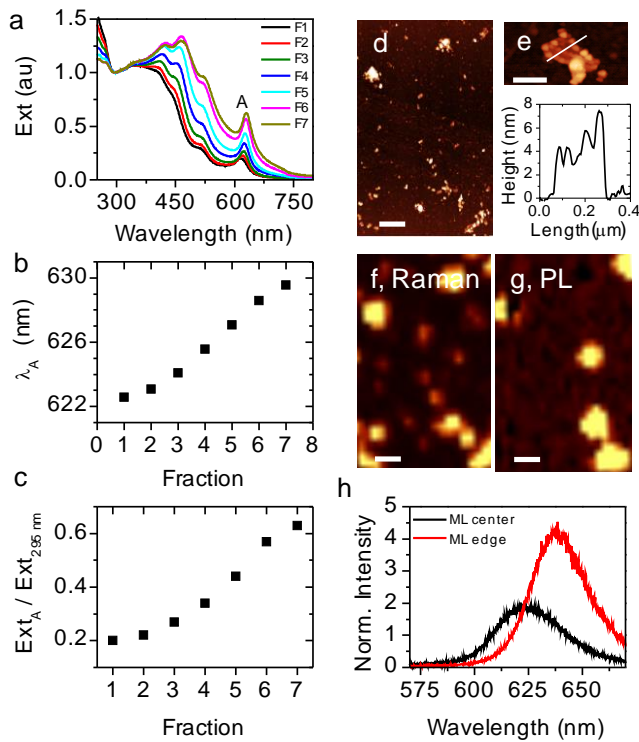 a
Ext (au)
1.5
1.0
0.5
0.0
300
450
600
750
Wavelength (nm)
A
F1
F2
F3
F4
F5
F6
F7
b
λA (nm)
630
626
622
0 1 2 3 4 5 6 7 8
Fraction
c
ExtA / Ext295 nm
0.6
0.4
0.2
1 2 3 4 5 6 7
Fraction
d
e
Height (nm)
8
6
4
2
0
0.0 0.2 0.4
Length(μm)
f, Raman
g, PL
h
Norm. Intensity
5
4
3
2
1
0
ML center
ML edge
575 600 625 650
Wavelength (nm)